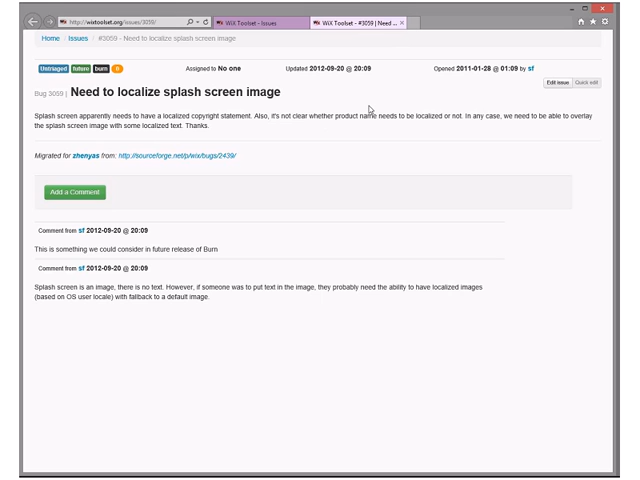 http://wixtoolset.org/issues/3059/
WiX Toolset - Issues
WiX Toolset - #3059 | Need ...
Home Issues #3059 - Need to localize splash screen image
Untriaged future burn 0 Assigned to No one Updated 2012-09-20 @ 20:09 Opened 2011-01-28 @ 01:09 by sf
Edit issue Quick edit
Bug 3059 | Need to localize splash screen image
Splash screen apparently needs to have a localized copyright statement. Also, it's not clear whether product name needs to be localized or not. In any case, we need to be able to overlay
the splash screen image with some localized text. Thanks.
Migrated for zhenyas from: http://sourceforge.net/p/wix/bugs/2439/
Add a Comment
Comment from sf 2012-09-20 @ 20:09
This is something we could consider in future release of Burn
Comment from sf 2012-09-20 @ 20:09
Splash screen is an image, there is no text. However, if someone was to put text in the image, they probably need the ability to have localized images
(based on OS user locale) with fallback to a default image.